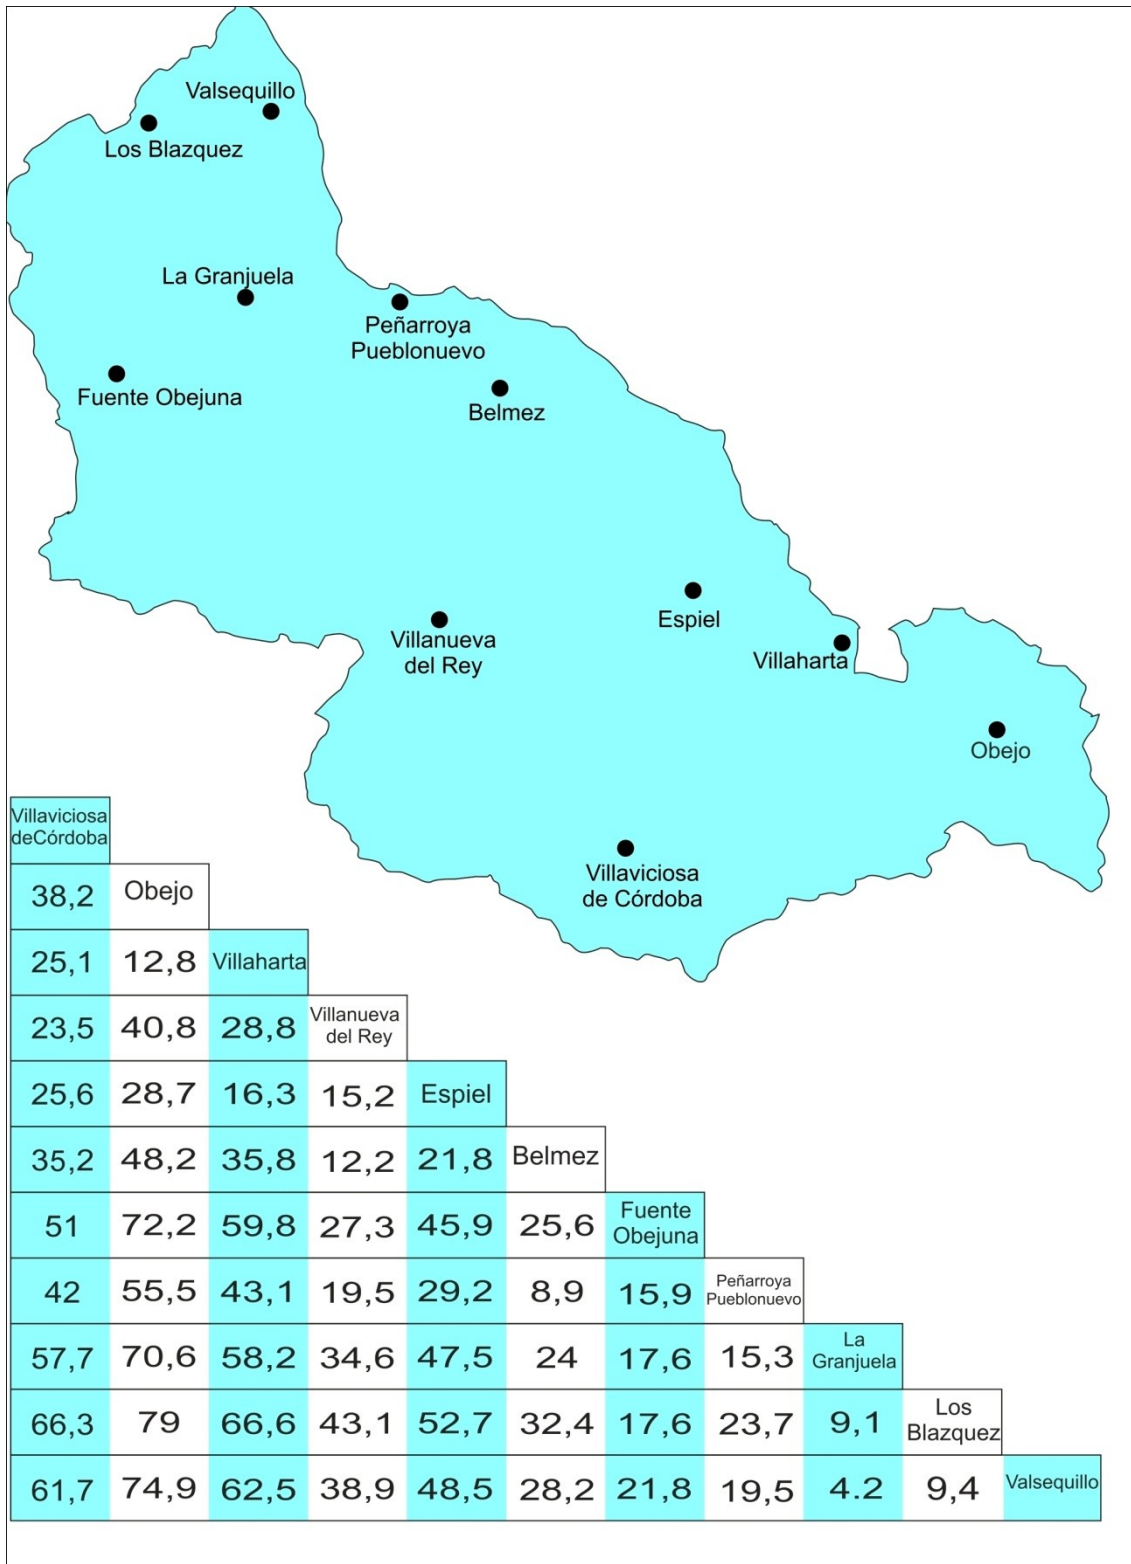 Valsequillo
Los Blazquez
La Granjuela
Peñarroya
Pueblonuevo
Fuente Obejuna
Belmez
Espiel
Villanueva
del Rey
Villaharta
Obejo
Villaviciosa
de Córdoba
Villaviciosa
deCórdoba
38,2 Obejo
25,1 12,8 Villaharta
23,5 40,8 28,8 Villanueva
del Rey
25,6 28,7 16,3 15,2 Espiel
35,2 48,2 35,8 12,2 21,8 Belmez
51 72,2 59,8 27,3 45,9 25,6 Fuente
Obejuna
42 55,5 43,1 19,5 29,2 8,9 15,9 Peñarroya
Pueblonuevo
57,7 70,6 58,2 34,6 47,5 24 17,6 15,3 La
Granjuela
66,3 79 66,6 43,1 52,7 32,4 17,6 23,7 9,1 Los
Blazquez
61,7 74,9 62,5 38,9 48,5 28,2 21,8 19,5 4.2 9,4 Valsequillo